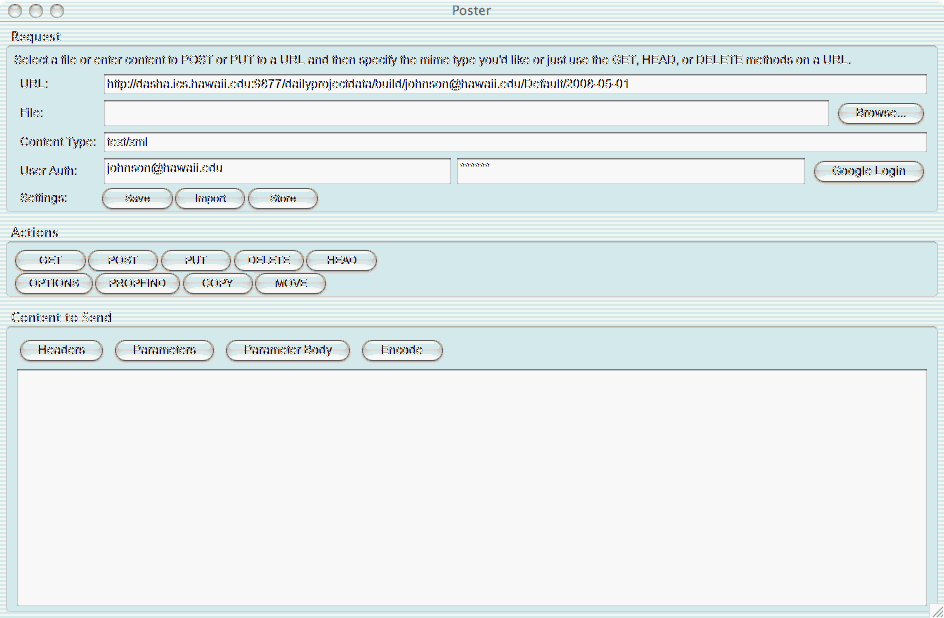 Poster
Request
Select a file or enter content to POST or PUT to a URL and then specify the mime type you'd like or just use the GET, HEAD, or DELETE methods on a URL.
URL: http://dasha.ics.hawaii.edu:9877/dailyprojectdata/build/johnson@hawaii.edu/Default/2008-05-01
File: Browse...
Content Type: text/xml
User Auth: johnson@hawaii.edu ****** Google Login
Settings: Save Import Store
Actions
GET POST PUT DELETE HEAD
OPTIONS PROPFIND COPY MOVE
Content to Send
Headers Parameters Parameter Body Encode